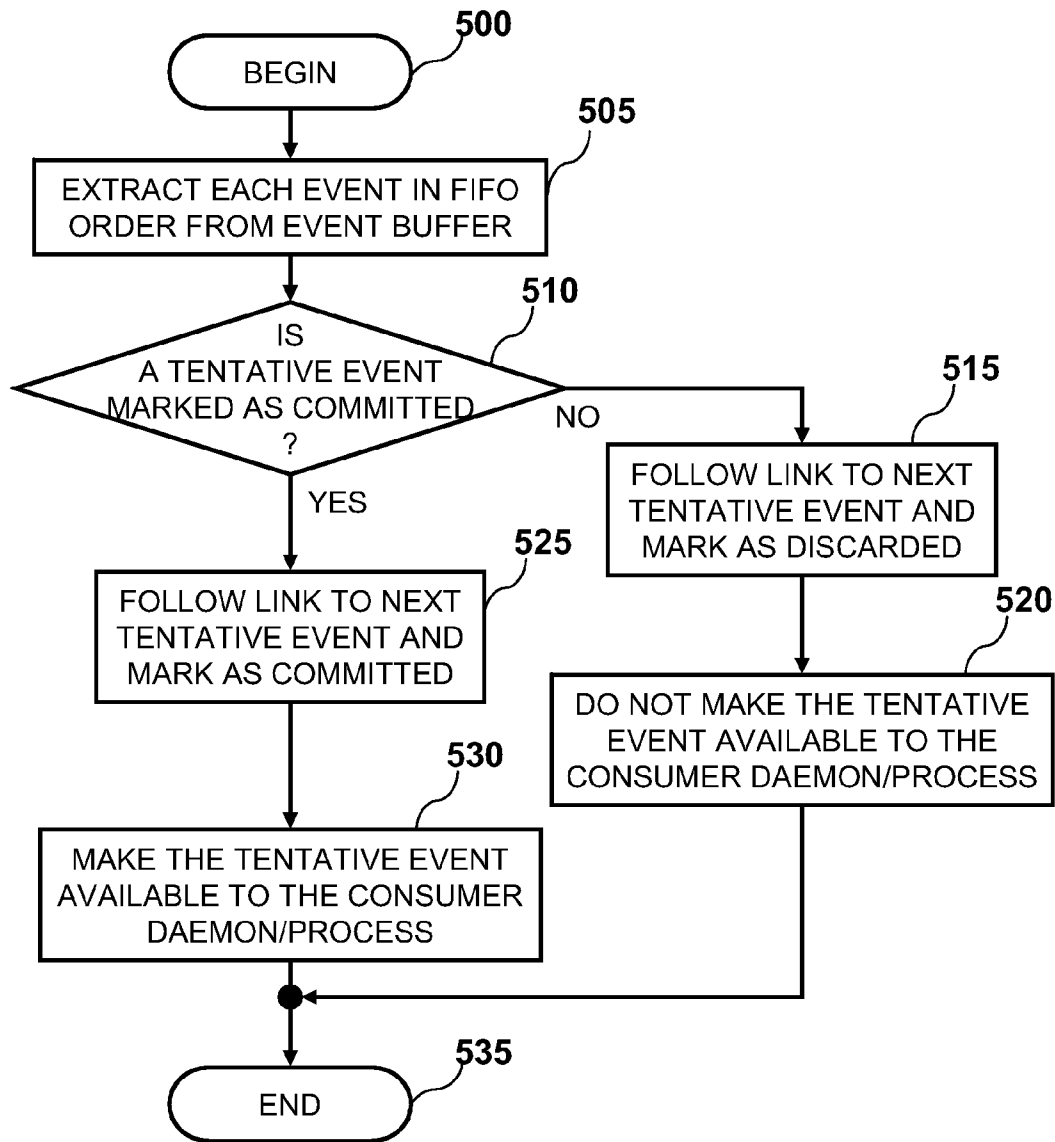 500
BEGIN
505
EXTRACT EACH EVENT IN FIFO
ORDER FROM EVENT BUFFER
510
IS
A TENTATIVE EVENT
MARKED AS COMMITTED
?
NO
YES
515
FOLLOW LINK TO NEXT
TENTATIVE EVENT AND
MARK AS DISCARDED
520
DO NOT MAKE THE TENTATIVE
EVENT AVAILABLE TO THE
CONSUMER DAEMON/PROCESS
525
FOLLOW LINK TO NEXT
TENTATIVE EVENT AND
MARK AS COMMITTED
530
MAKE THE TENTATIVE EVENT
AVAILABLE TO THE CONSUMER
DAEMON/PROCESS
535
END